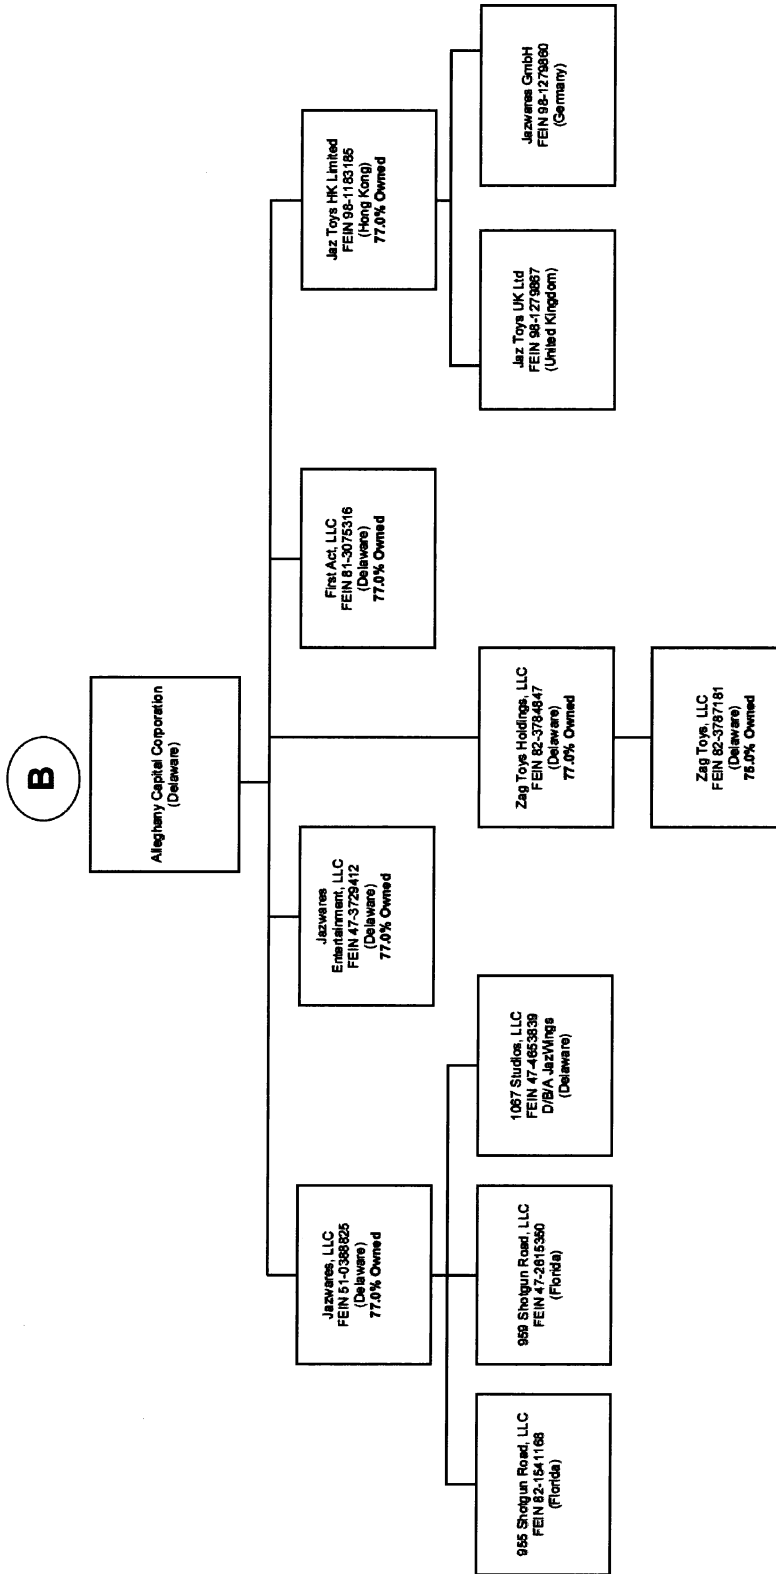 B
Alleghany Capital Corporation
(Delaware)
Jazwares, LLC
FEIN 51-0388825
(Delaware)
77.0% Owned
Jazwares
Entertainment, LLC
FEIN 47-3729412
(Delaware)
77.0% Owned
First Act, LLC
FEIN 81-3075316
(Delaware)
77.0% Owned
Jaz Toys HK Limited
FEIN 98-1183185
(Hong Kong)
77.0% Owned
955 Shotgun Road, LLC
FEIN 82-1541168
(Florida)
959 Shotgun Road, LLC
FEIN 47-2615350
(Florida)
1067 Studios, LLC
FEIN 47-4653839
D/B/A JazWings
(Delaware)
Zag Toys Holdings, LLC
FEIN 82-3784847
(Delaware)
77.0% Owned
Jaz Toys UK Ltd
FEIN 98-1279867
(United Kingdom)
Jazwares GmbH
FEIN 98-1279860
(Germany)
Zag Toys, LLC
FEIN 82-3787181
(Delaware)
75.0% Owned